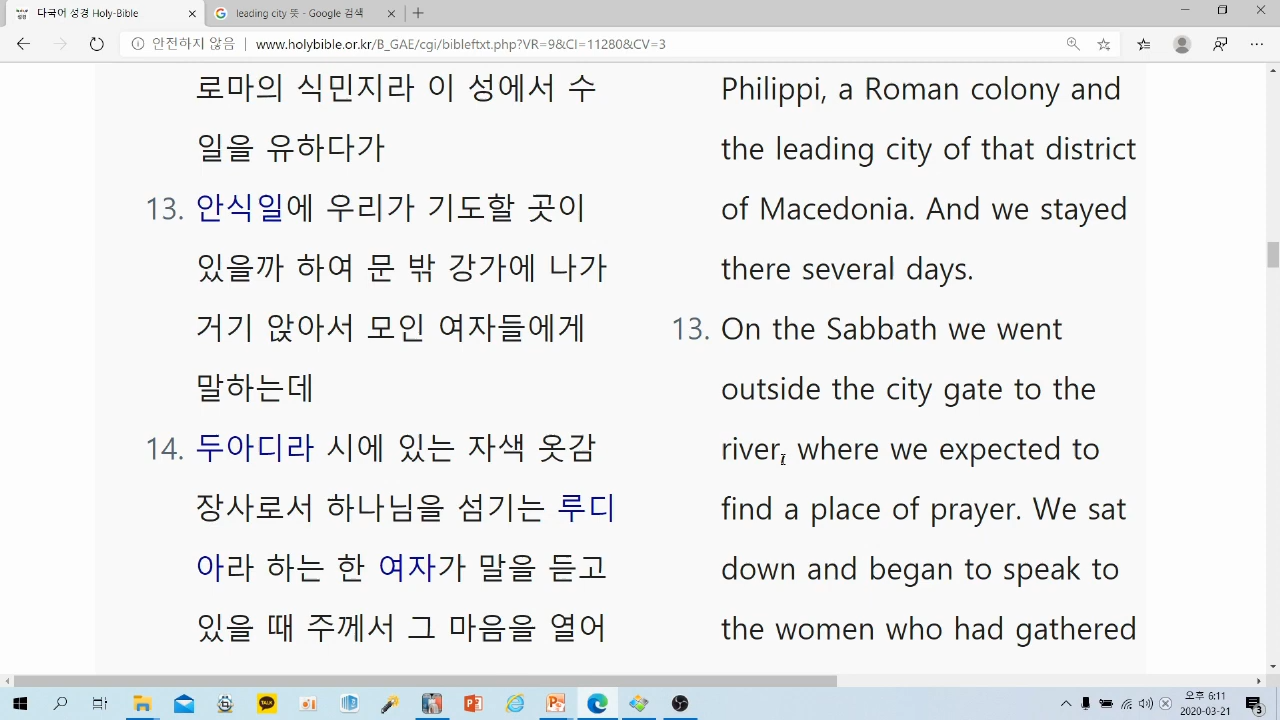 다국어 성경 Holy-Bible
leading city 뜻 - Google 검색
안전하지 않음
www.holybible.or.kr/B_GAE/cgi/bibleftxt.php?VR=9&CI=11280&CV=3
로마의 식민지라 이 성에서 수
일을 유하다가
13. 안식일에 우리가 기도할 곳이
있을까 하여 문 밖 강가에 나가
거기 앉아서 모인 여자들에게
말하는데
14. 두아디라 시에 있는 자색 옷감
장사로서 하나님을 섬기는 루디
아라 하는 한 여자가 말을 듣고
있을 때 주께서 그 마음을 열어
Philippi, a Roman colony and
the leading city of that district
of Macedonia. And we stayed
there several days.
13. On the Sabbath we went
outside the city gate to the
river, where we expected to
find a place of prayer. We sat
down and began to speak to
the women who had gathered
TALK
오후 6:11
2020-03-21
3